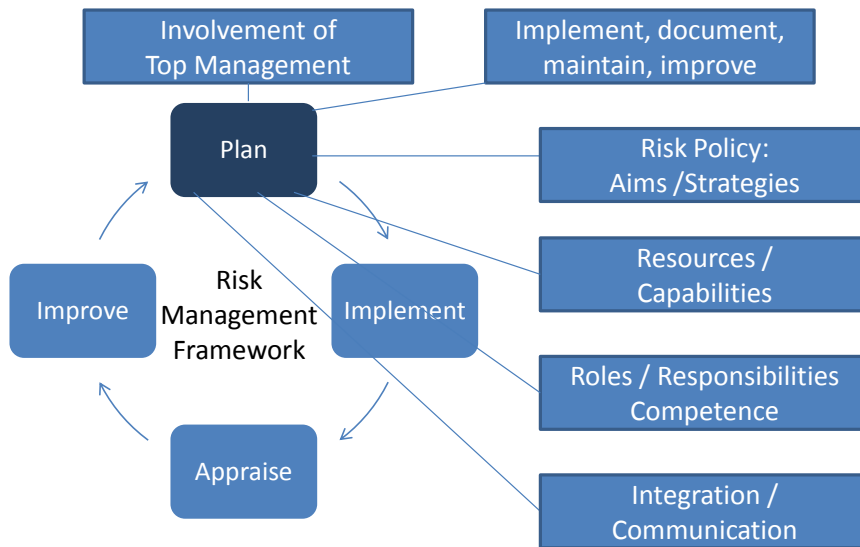 Involvement of
Top Management
Implement, document,
maintain, improve
Plan
Risk Policy:
Aims /Strategies
Resources /
Capabilities
Improve
Risk
Management
Framework
Implement
Roles / Responsibilities
Competence
Appraise
Integration /
Communication